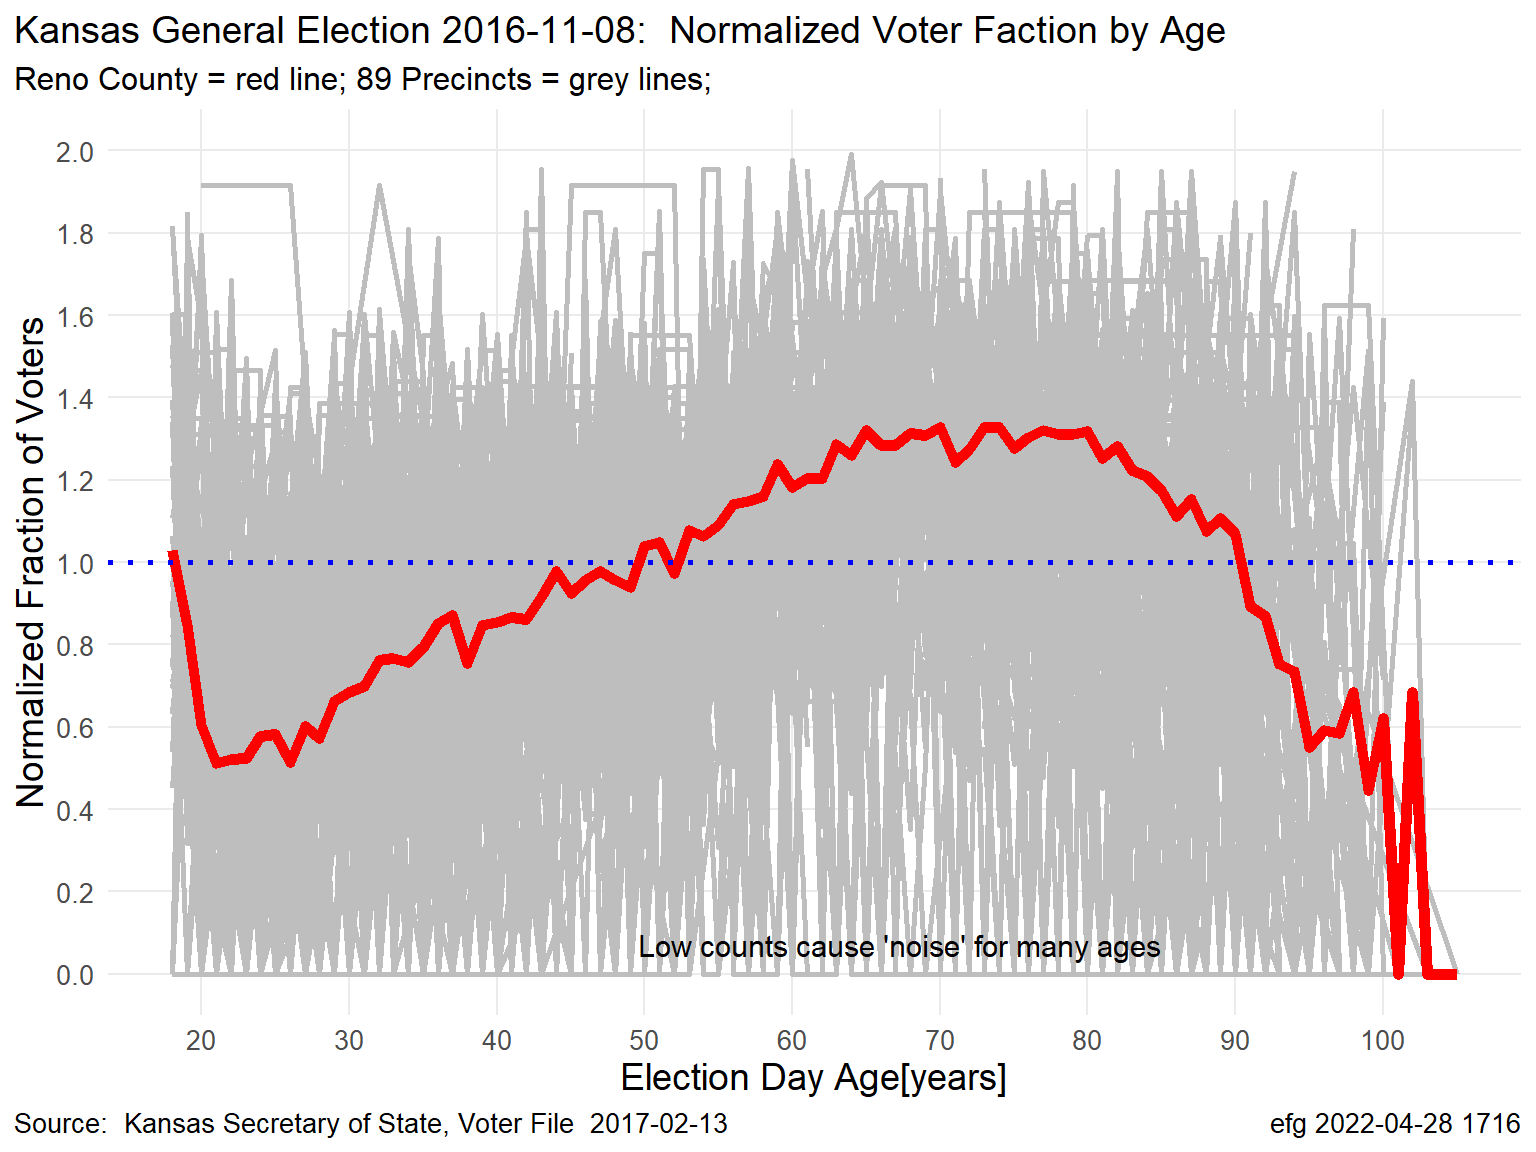 Kansas General Election 2016-11-08:  Normalized Voter Faction by Age
Reno County = red line; 89 Precincts = grey lines;
Normalized Fraction of Voters
2.0
1.8
1.6
1.4
1.2
1.0
0.8
0.6
0.4
0.2
0.0
Low counts cause 'noise' for many ages
20 30 40 50 60 70 80 90 100
Election Day Age[years]
Source:  Kansas Secretary of State, Voter File  2017-02-13
efg 2022-04-28 1716